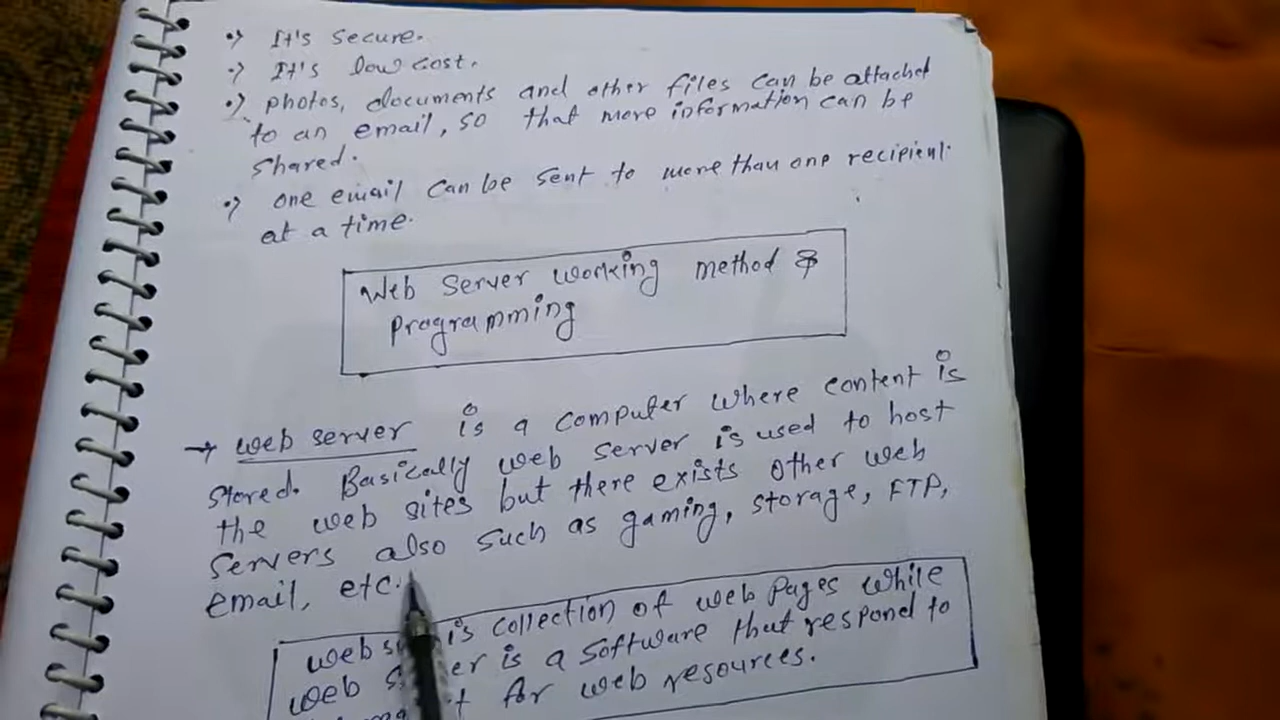 •) It's secure.
•) It's low cost.
•) photos, documents and other files can be attached
to an email, so that more information can be
shared.
•) one email can be sent to more than one recipient
at a time.
Web server working method &
programming
→ web server is a computer where content is
stored. Basically web server is used to host
the web sites but there exists other web
servers also such as gaming, storage, FTP,
email, etc.
web is collection of web pages while
web is a software that respond to
for web resources.